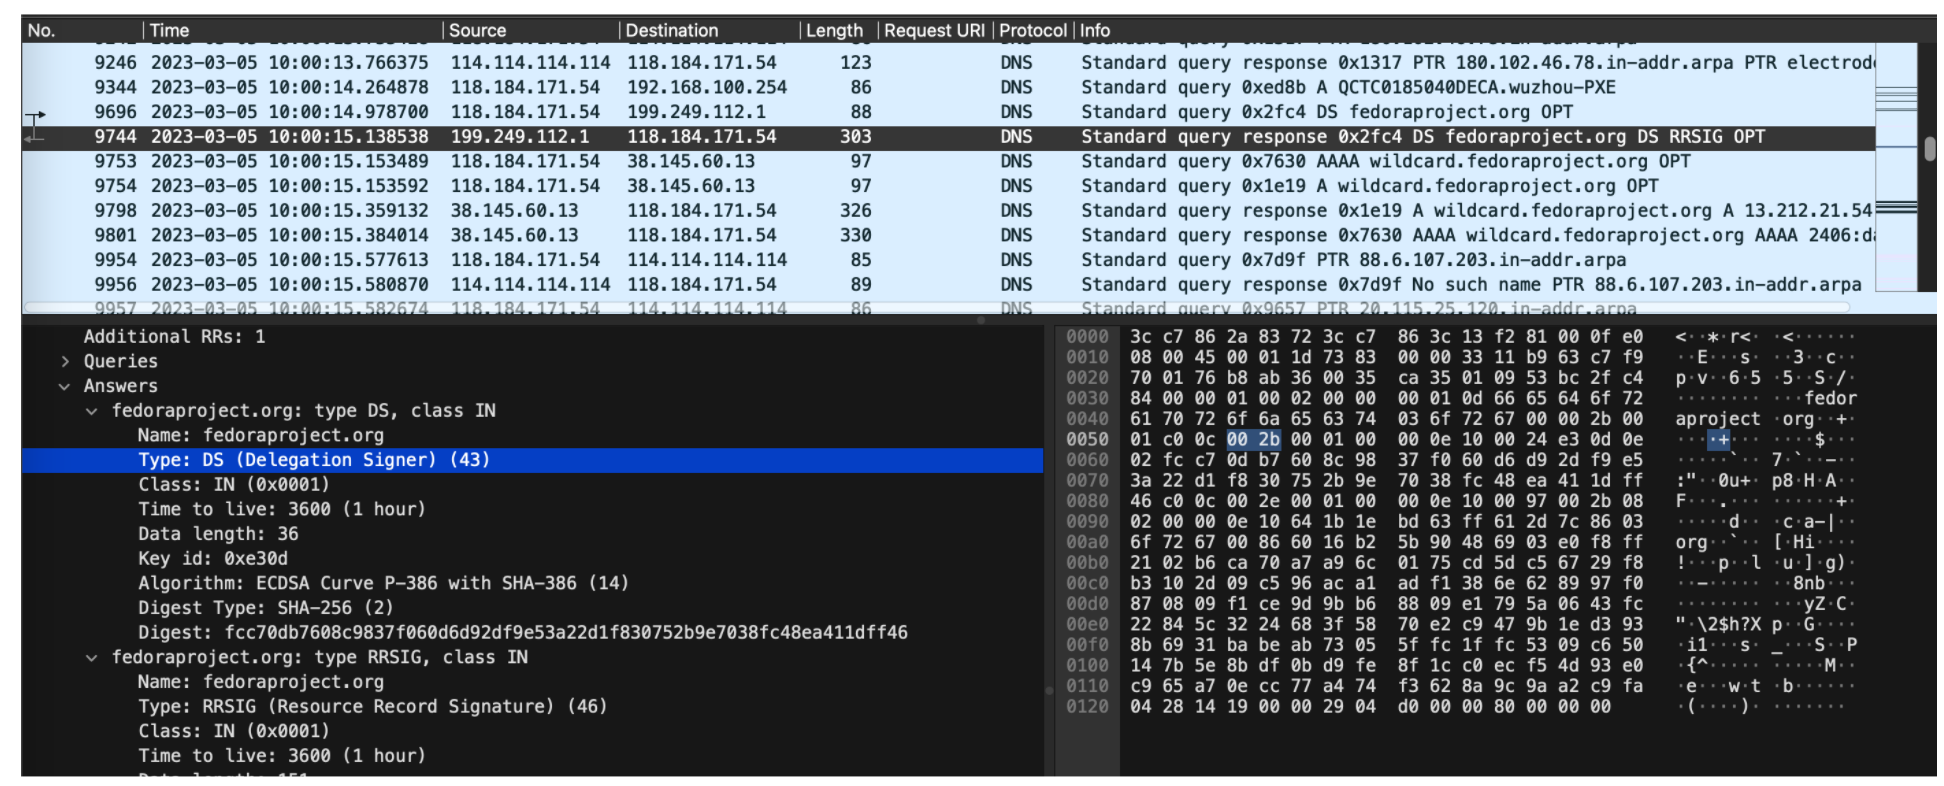 No. Time Source Destination Length Request URI Protocol Info
9246 2023-03-05 10:00:13.766375 114.114.114.114 118.184.171.54 123 DNS Standard query response 0x1317 PTR 180.102.46.78.in-addr.arpa PTR electrod
9344 2023-03-05 10:00:14.264878 118.184.171.54 192.168.100.254 86 DNS Standard query 0xed8b A QCTC0185040DECA.wuzhou-PXE
9696 2023-03-05 10:00:14.978700 118.184.171.54 199.249.112.1 88 DNS Standard query 0x2fc4 DS fedoraproject.org OPT
9744 2023-03-05 10:00:15.138538 199.249.112.1 118.184.171.54 303 DNS Standard query response 0x2fc4 DS fedoraproject.org DS RRSIG OPT
9753 2023-03-05 10:00:15.153489 118.184.171.54 38.145.60.13 97 DNS Standard query 0x7630 AAAA wildcard.fedoraproject.org OPT
9754 2023-03-05 10:00:15.153592 118.184.171.54 38.145.60.13 97 DNS Standard query 0x1e19 A wildcard.fedoraproject.org OPT
9798 2023-03-05 10:00:15.359132 38.145.60.13 118.184.171.54 326 DNS Standard query response 0x1e19 A wildcard.fedoraproject.org A 13.212.21.54
9801 2023-03-05 10:00:15.384014 38.145.60.13 118.184.171.54 330 DNS Standard query response 0x7630 AAAA wildcard.fedoraproject.org AAAA 2406:da
9954 2023-03-05 10:00:15.577613 118.184.171.54 114.114.114.114 85 DNS Standard query 0x7d9f PTR 88.6.107.203.in-addr.arpa
9956 2023-03-05 10:00:15.580870 114.114.114.114 118.184.171.54 89 DNS Standard query response 0x7d9f No such name PTR 88.6.107.203.in-addr.arpa
9957 2023-03-05 10:00:15.582674 118.184.171.54 114.114.114.114 86 DNS Standard query 0x9657 PTR 20.115.25.120.in-addr.arpa
Additional RRs: 1
Queries
Answers
fedoraproject.org: type DS, class IN
Name: fedoraproject.org
Type: DS (Delegation Signer) (43)
Class: IN (0x0001)
Time to live: 3600 (1 hour)
Data length: 36
Key id: 0xe30d
Algorithm: ECDSA Curve P-386 with SHA-386 (14)
Digest Type: SHA-256 (2)
Digest: fcc70db7608c9837f060d6d92df9e53a22d1f830752b9e7038fc48ea411dff46
fedoraproject.org: type RRSIG, class IN
Name: fedoraproject.org
Type: RRSIG (Resource Record Signature) (46)
Class: IN (0x0001)
Time to live: 3600 (1 hour)
0000 3c c7 86 2a 83 72 3c c7 86 3c 13 f2 81 00 0f e0 <··*·r<· ·<······
0010 08 00 45 00 01 1d 73 83 00 00 33 11 b9 63 c7 f9 ··E···s· ··3··c··
0020 70 01 76 b8 ab 36 00 35 ca 35 01 09 53 bc 2f c4 p·v··6·5 ·5··S·/·
0030 84 00 00 01 00 02 00 00 00 01 0d 66 65 64 6f 72 ········ ···fedor
0040 61 70 72 6f 6a 65 63 74 03 6f 72 67 00 00 2b 00 aproject ·org··+·
0050 01 c0 0c 00 2b 00 01 00 00 0e 10 00 24 e3 0d 0e ····+··· ····$···
0060 02 fc c7 0d b7 60 8c 98 37 f0 60 d6 d9 2d f9 e5 ·····`·· 7·`··-··
0070 3a 22 d1 f8 30 75 2b 9e 70 38 fc 48 ea 41 1d ff :"··0u+· p8·H·A··
0080 46 c0 0c 00 2e 00 01 00 00 0e 10 00 97 00 2b 08 F···.··· ······+·
0090 02 00 00 0e 10 64 1b 1e bd 63 ff 61 2d 7c 86 03 ·····d·· ·c·a-|··
00a0 6f 72 67 00 86 60 16 b2 5b 90 48 69 03 e0 f8 ff org··`·· [·Hi····
00b0 21 02 b6 ca 70 a7 a9 6c 01 75 cd 5d c5 67 29 f8 !···p··l ·u·]·g)·
00c0 b3 10 2d 09 c5 96 ac a1 ad f1 38 6e 62 89 97 f0 ··-····· ··8nb···
00d0 87 08 09 f1 ce 9d 9b b6 88 09 e1 79 5a 06 43 fc ········ ···yZ·C·
00e0 22 84 5c 32 24 68 3f 58 70 e2 c9 47 9b 1e d3 93 "·\2$h?X p··G····
00f0 8b 69 31 ba be ab 73 05 5f fc 1f fc 53 09 c6 50 ·i1···s· _···S··P
0100 14 7b 5e 8b df 0b d9 fe 8f 1c c0 ec f5 4d 93 e0 ·{^····· ·····M··
0110 c9 65 a7 0e cc 77 a4 74 f3 62 8a 9c 9a a2 c9 fa ·e···w·t ·b······
0120 04 28 14 19 00 00 29 04 d0 00 00 80 00 00 00 ·(····)· ·······